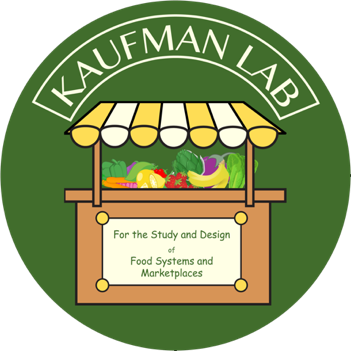 KAUFMAN LAB
For the Study and Design
of
Food Systems and
Marketplaces